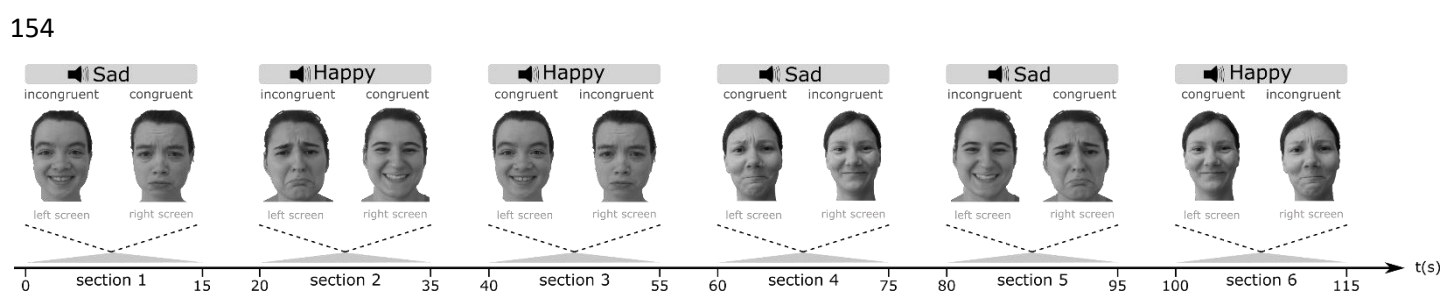 154
Sad Happy Happy Sad Sad Happy
incongruent congruent incongruent congruent congruent incongruent congruent incongruent incongruent congruent congruent incongruent
left screen right screen left screen right screen left screen right screen left screen right screen left screen right screen left screen right screen
t(s)
section 1 section 2 section 3 section 4 section 5 section 6
0 15 20 35 40 55 60 75 80 95 100 115